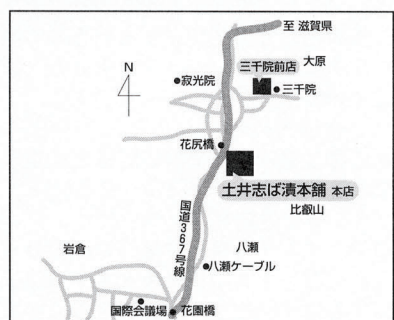 至 滋賀県
大原
三千院前店
N
寂光院
三千院
花尻橋
土井志ば漬本舗 本店
比叡山
国道367号線
岩倉
八瀬
八瀬ケーブル
国際会議場
花園橋